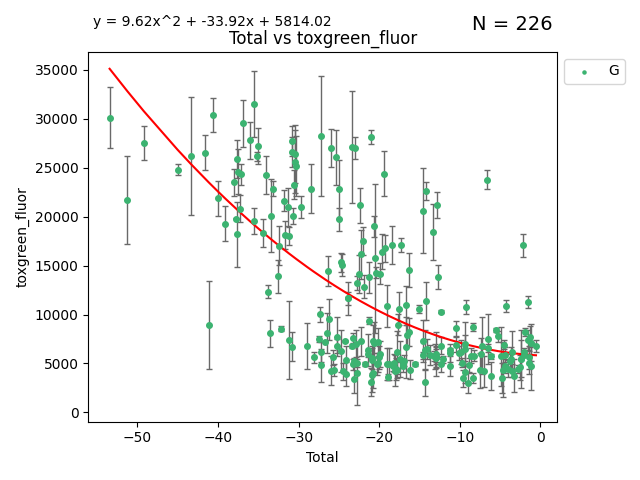 y = 9.62x^2 + -33.92x + 5814.02
N = 226
Total vs toxgreen_fluor
G
toxgreen_fluor
35000
30000
25000
20000
15000
10000
5000
0
−50
−40
−30
−20
−10
0
Total